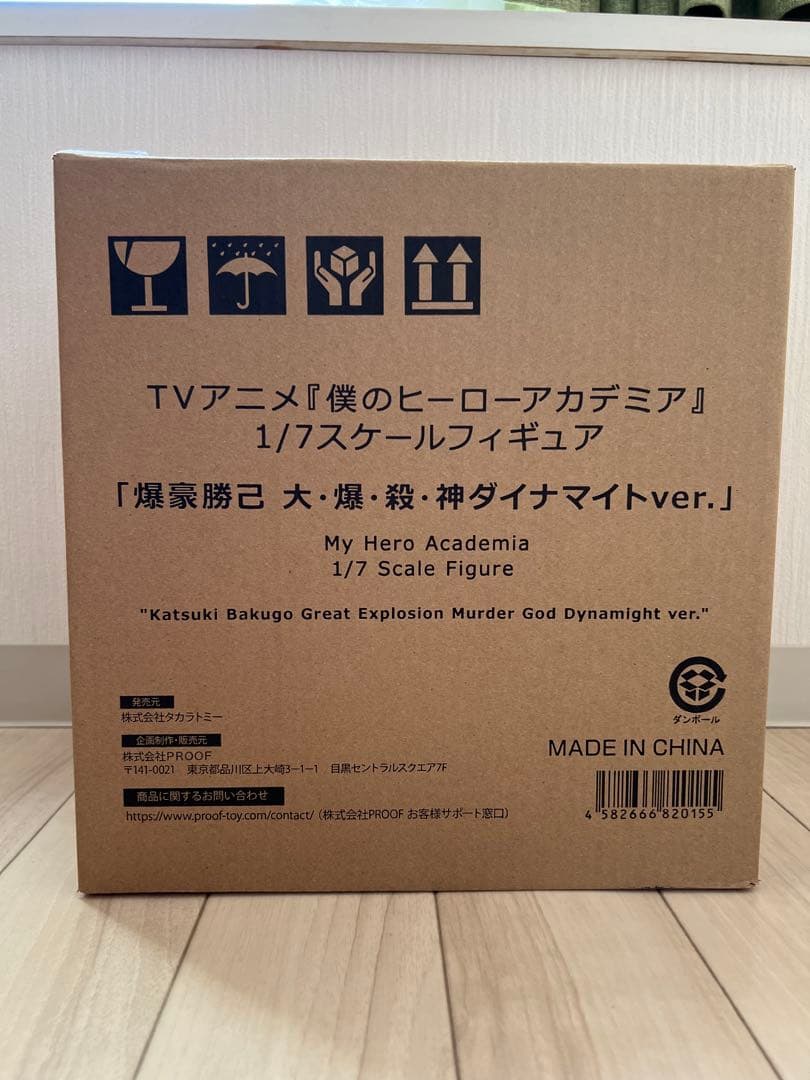 TVアニメ『僕のヒーローアカデミア』
1/7スケールフィギュア
「爆豪勝己 大・爆・殺・神ダイナマイトver.」
My Hero Academia
1/7 Scale Figure
"Katsuki Bakugo Great Explosion Murder God Dynamight ver."
ダンボール
発売元
株式会社タカラトミー
企画制作・販売元
株式会社PROOF
〒141-0021 東京都品川区上大崎3-1-1 目黒セントラルスクエア7F
商品に関するお問い合わせ
https://www.proof-toy.com/contact/（株式会社PROOF お客様サポート窓口）
MADE IN CHINA
4 582666 820155